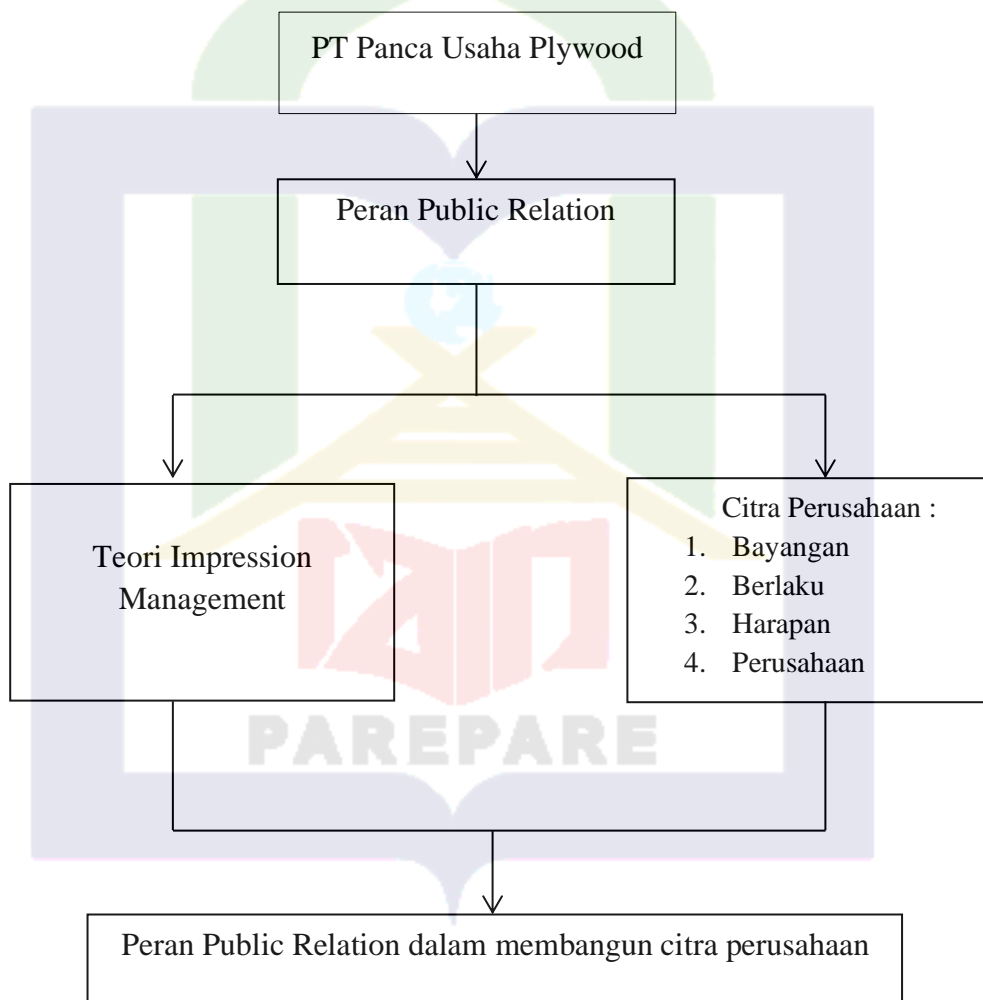 PT Panca Usaha Plywood
Peran Public Relation
Teori Impression
Management
Citra Perusahaan :
1. Bayangan
2. Berlaku
3. Harapan
4. Perusahaan
PAREPARE
Peran Public Relation dalam membangun citra perusahaan